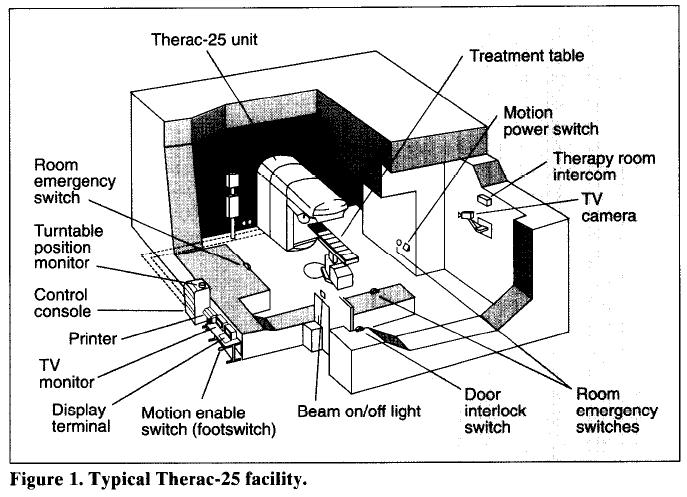 Therac-25 unit
Treatment table
Motion
power switch
Therapy room
intercom
TV
camera
Room
emergency
switch
Turntable
position
monitor
Control
console
Printer
TV
monitor
Display
terminal
Motion enable
switch (footswitch)
Beam on/off light
Door
interlock
switch
Room
emergency
switches
Figure 1. Typical Therac-25 facility.